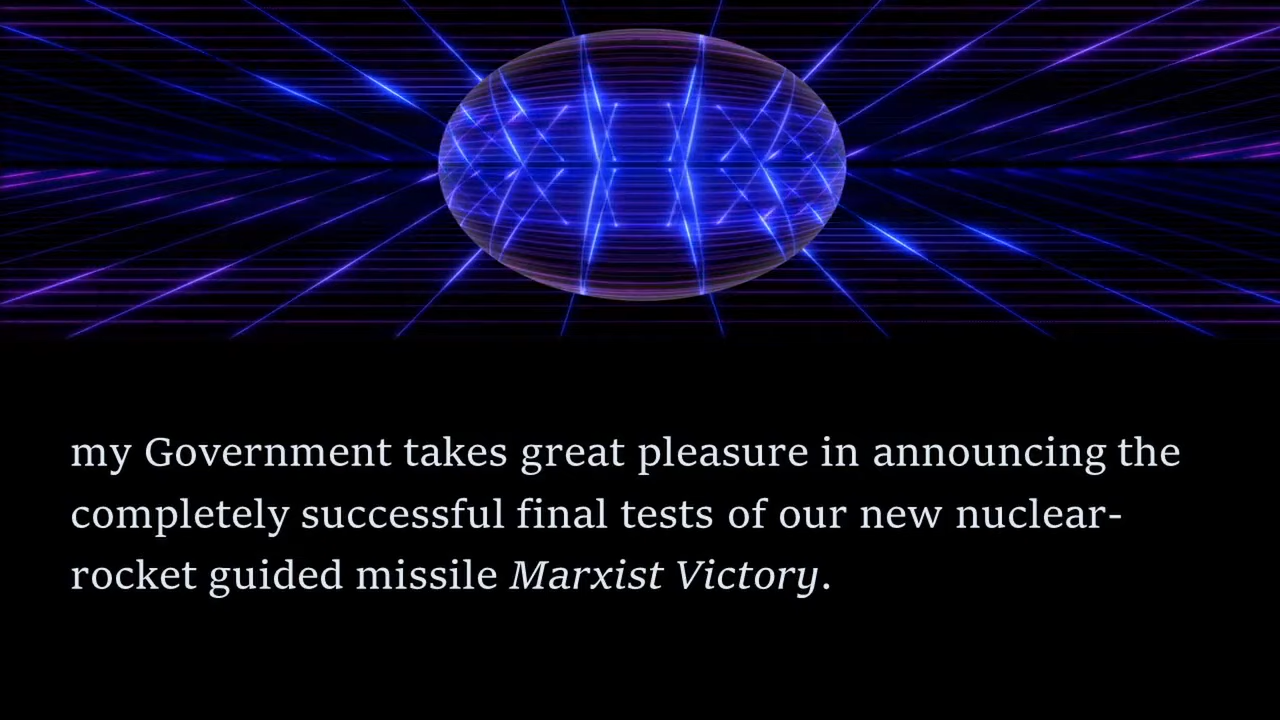 my Government takes great pleasure in announcing the
completely successful final tests of our new nuclear-
rocket guided missile Marxist Victory.